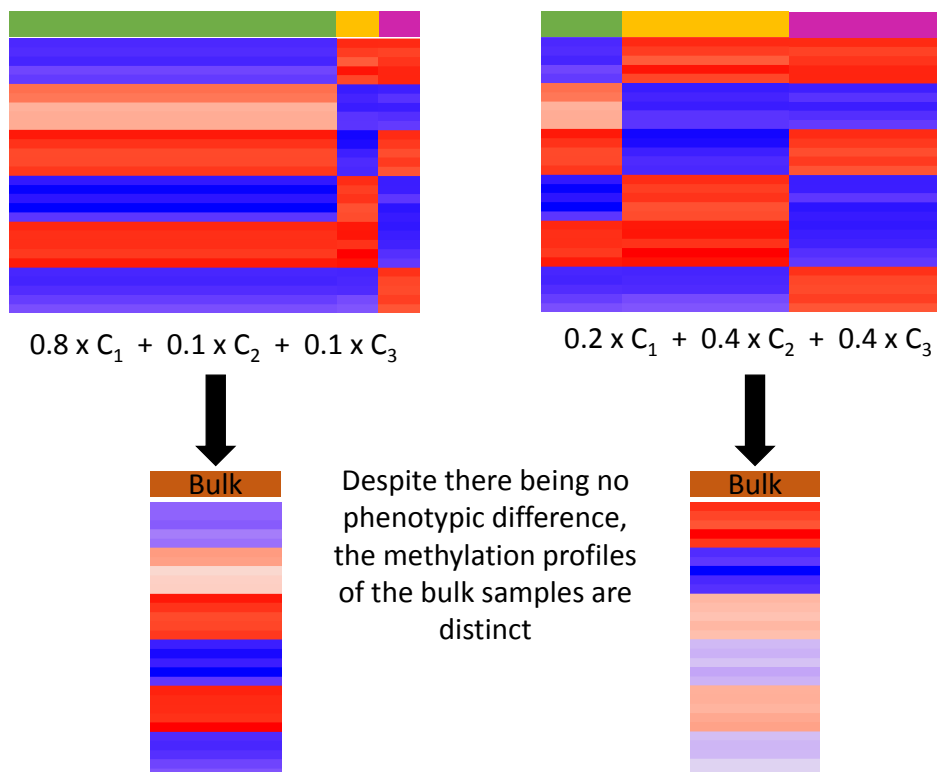 0.8 x C₁ + 0.1 x C₂ + 0.1 x C₃
0.2 x C₁ + 0.4 x C₂ + 0.4 x C₃
Bulk
Despite there being no
phenotypic difference,
the methylation profiles
of the bulk samples are
distinct
Bulk